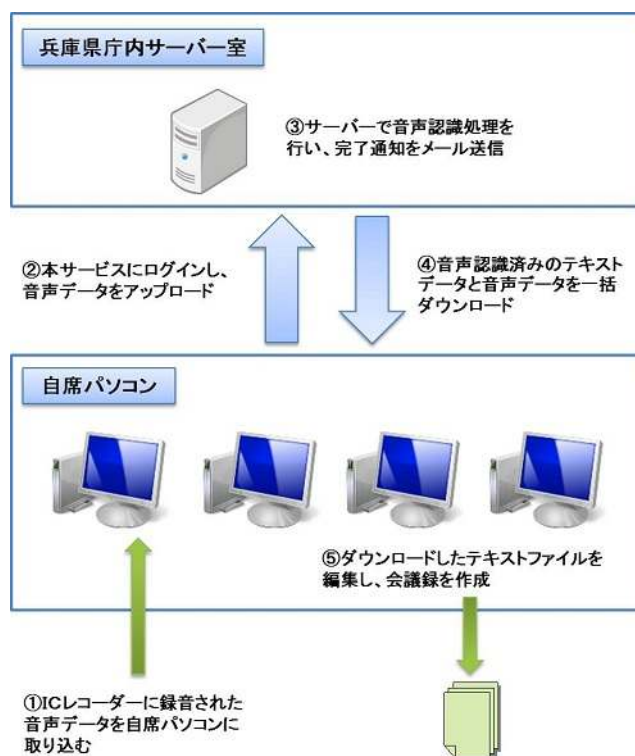 兵庫県庁内サーバー室
③サーバーで音声認識処理を
行い、完了通知をメール送信
②本サービスにログインし、
音声データをアップロード
④音声認識済みのテキスト
データと音声データを一括
ダウンロード
自席パソコン
⑤ダウンロードしたテキストファイルを
編集し、会議録を作成
①ICレコーダーに録音された
音声データを自席パソコンに
取り込む